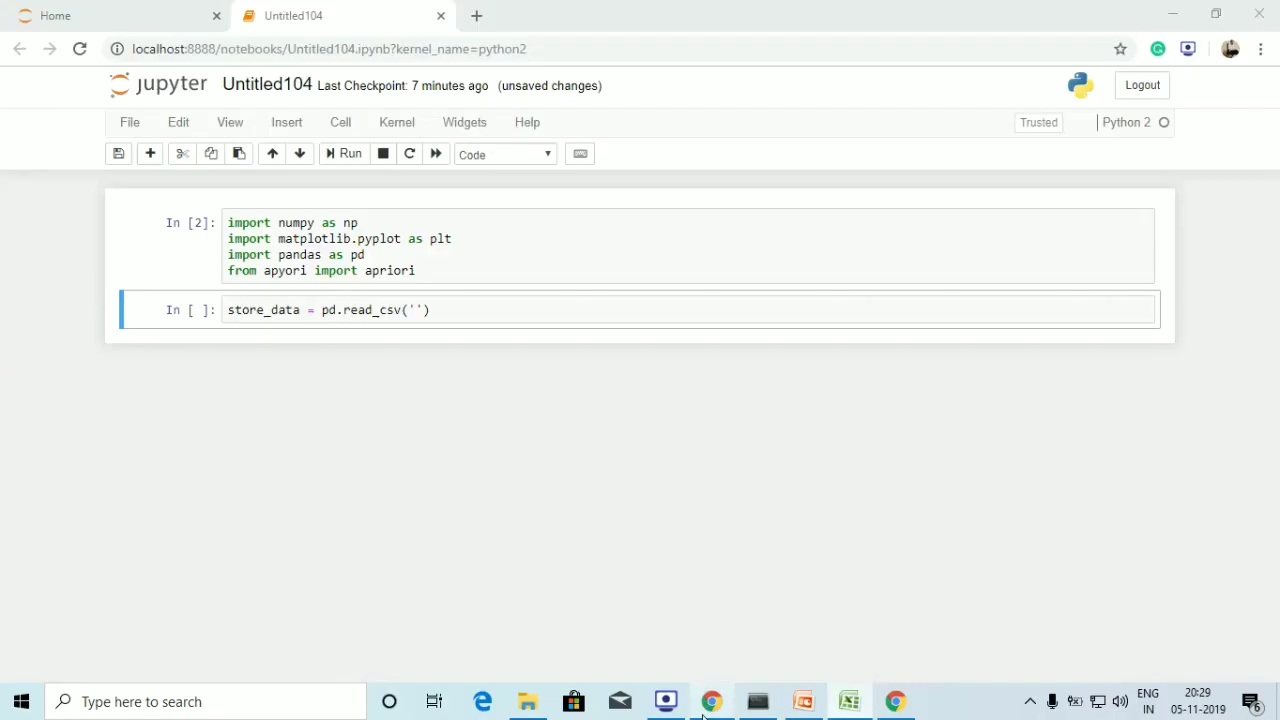 Home
Untitled104
localhost:8888/notebooks/Untitled104.ipynb?kernel_name=python2
jupyter Untitled104 Last Checkpoint: 7 minutes ago (unsaved changes)
Logout
File Edit View Insert Cell Kernel Widgets Help
Trusted
Python 2
Run
Code
In [2]:
import numpy as np
import matplotlib.pyplot as plt
import pandas as pd
from apyori import apriori
In [ ]:
store_data = pd.read_csv('')
Type here to search
ENG
IN
20:29
05-11-2019
6